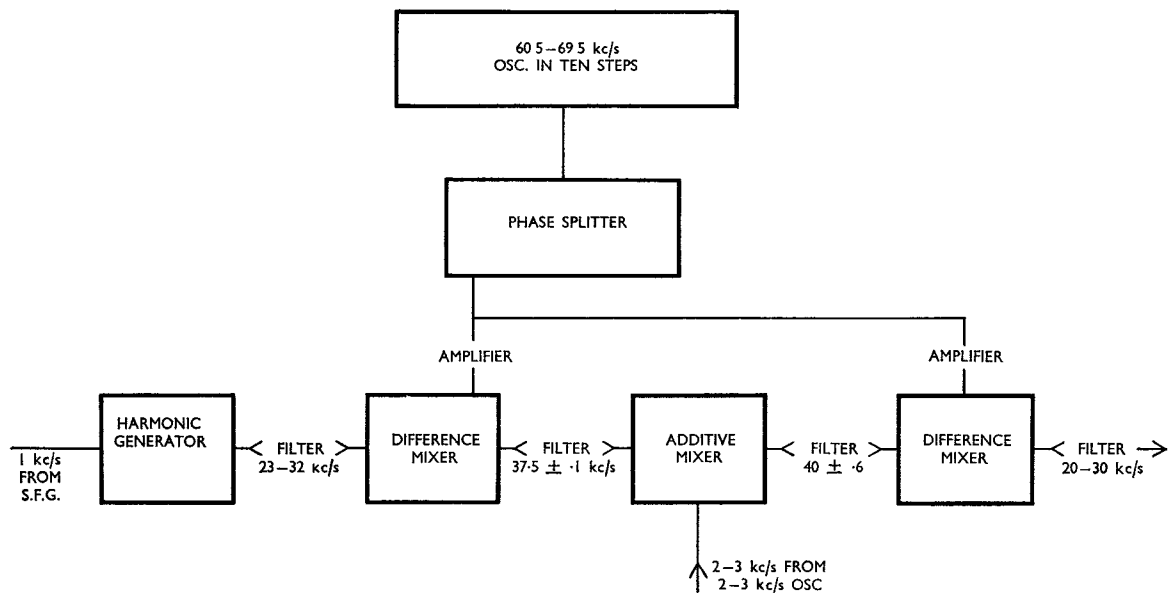 60 5–69 5 kc/s
OSC. IN TEN STEPS
PHASE SPLITTER
AMPLIFIER
AMPLIFIER
HARMONIC
GENERATOR
FILTER
23–32 kc/s
DIFFERENCE
MIXER
FILTER
37·5 ± ·1 kc/s
ADDITIVE
MIXER
FILTER
40 ± ·6
DIFFERENCE
MIXER
FILTER
20–30 kc/s
1 kc/s
FROM
S.F.G.
2–3 kc/s FROM
2–3 kc/s OSC